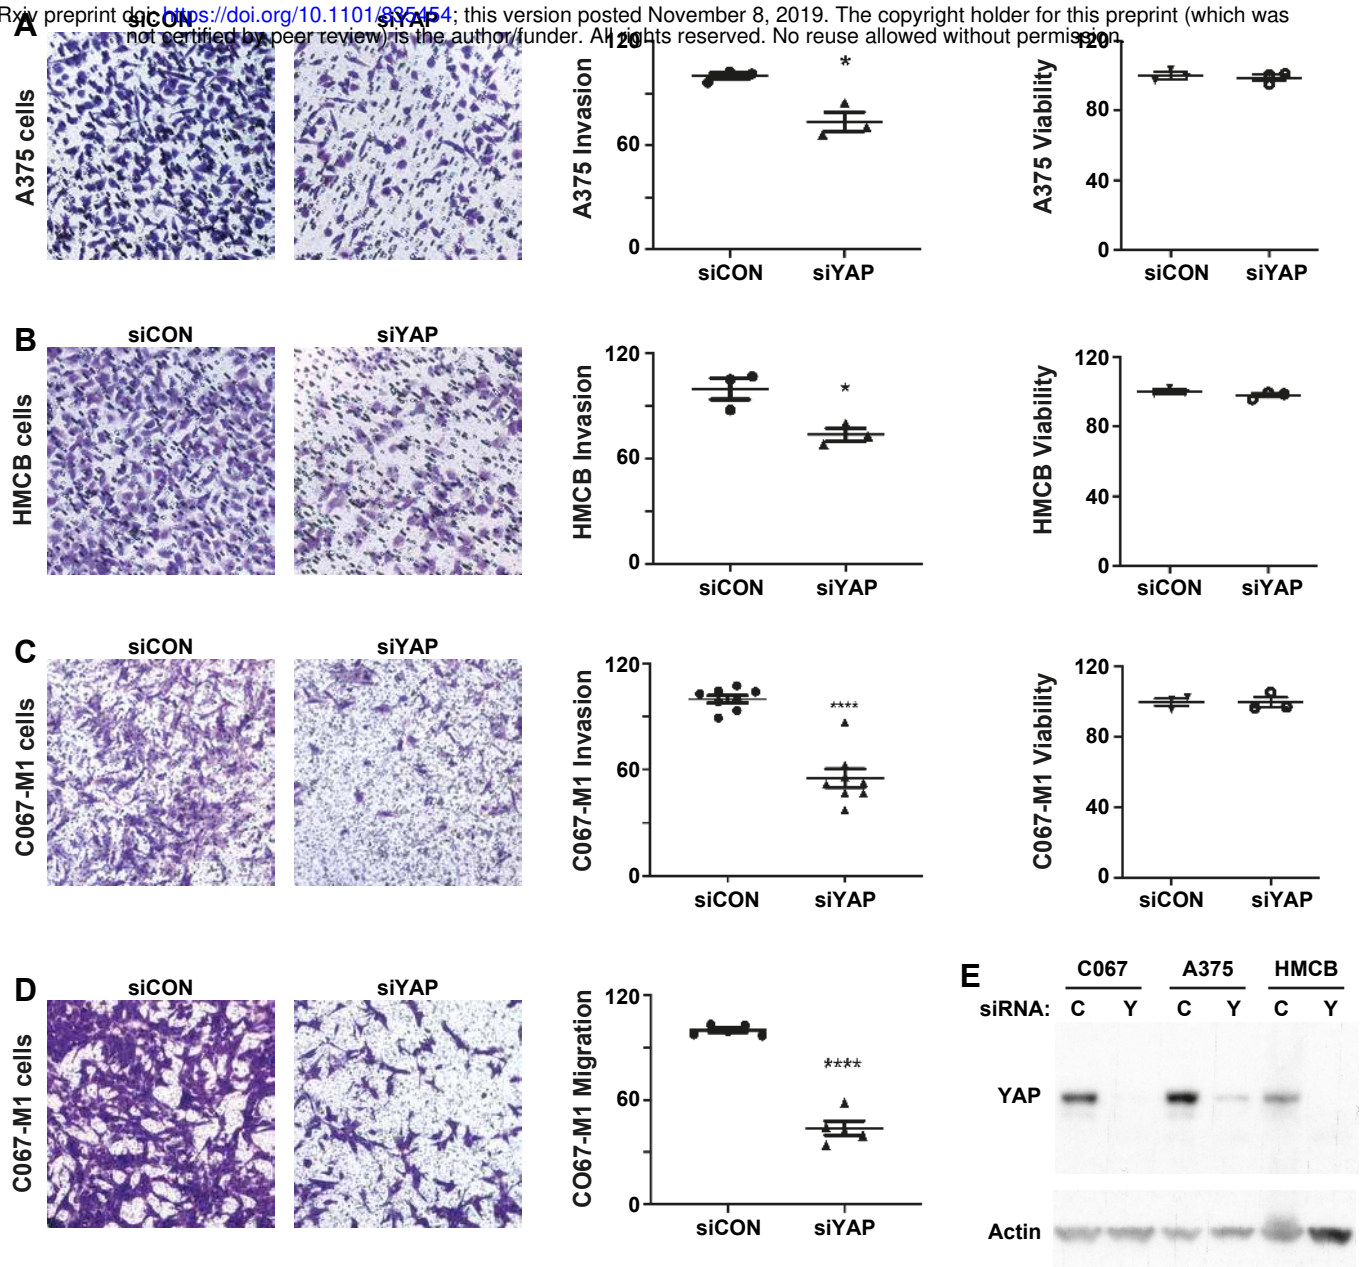 Rxiv preprint doi: https://doi.org/10.1101/835454; this version posted November 8, 2019. The copyright holder for this preprint (which was
not certified by peer review) is the author/funder. All rights reserved. No reuse allowed without permission.
A
siCON
siYAP
A375 cells
A375 Invasion
120
60
0
*
siCON
siYAP
A375 Viability
120
80
40
0
siCON
siYAP
B
siCON
siYAP
HMCB cells
HMCB Invasion
120
60
0
*
siCON
siYAP
HMCB Viability
120
80
40
0
siCON
siYAP
C
siCON
siYAP
C067-M1 cells
C067-M1 Invasion
120
60
0
****
siCON
siYAP
C067-M1 Viability
120
80
40
0
siCON
siYAP
D
siCON
siYAP
C067-M1 cells
CO67-M1 Migration
120
60
0
****
siCON
siYAP
E
C067 A375 HMCB
siRNA: C Y C Y C Y
YAP
Actin